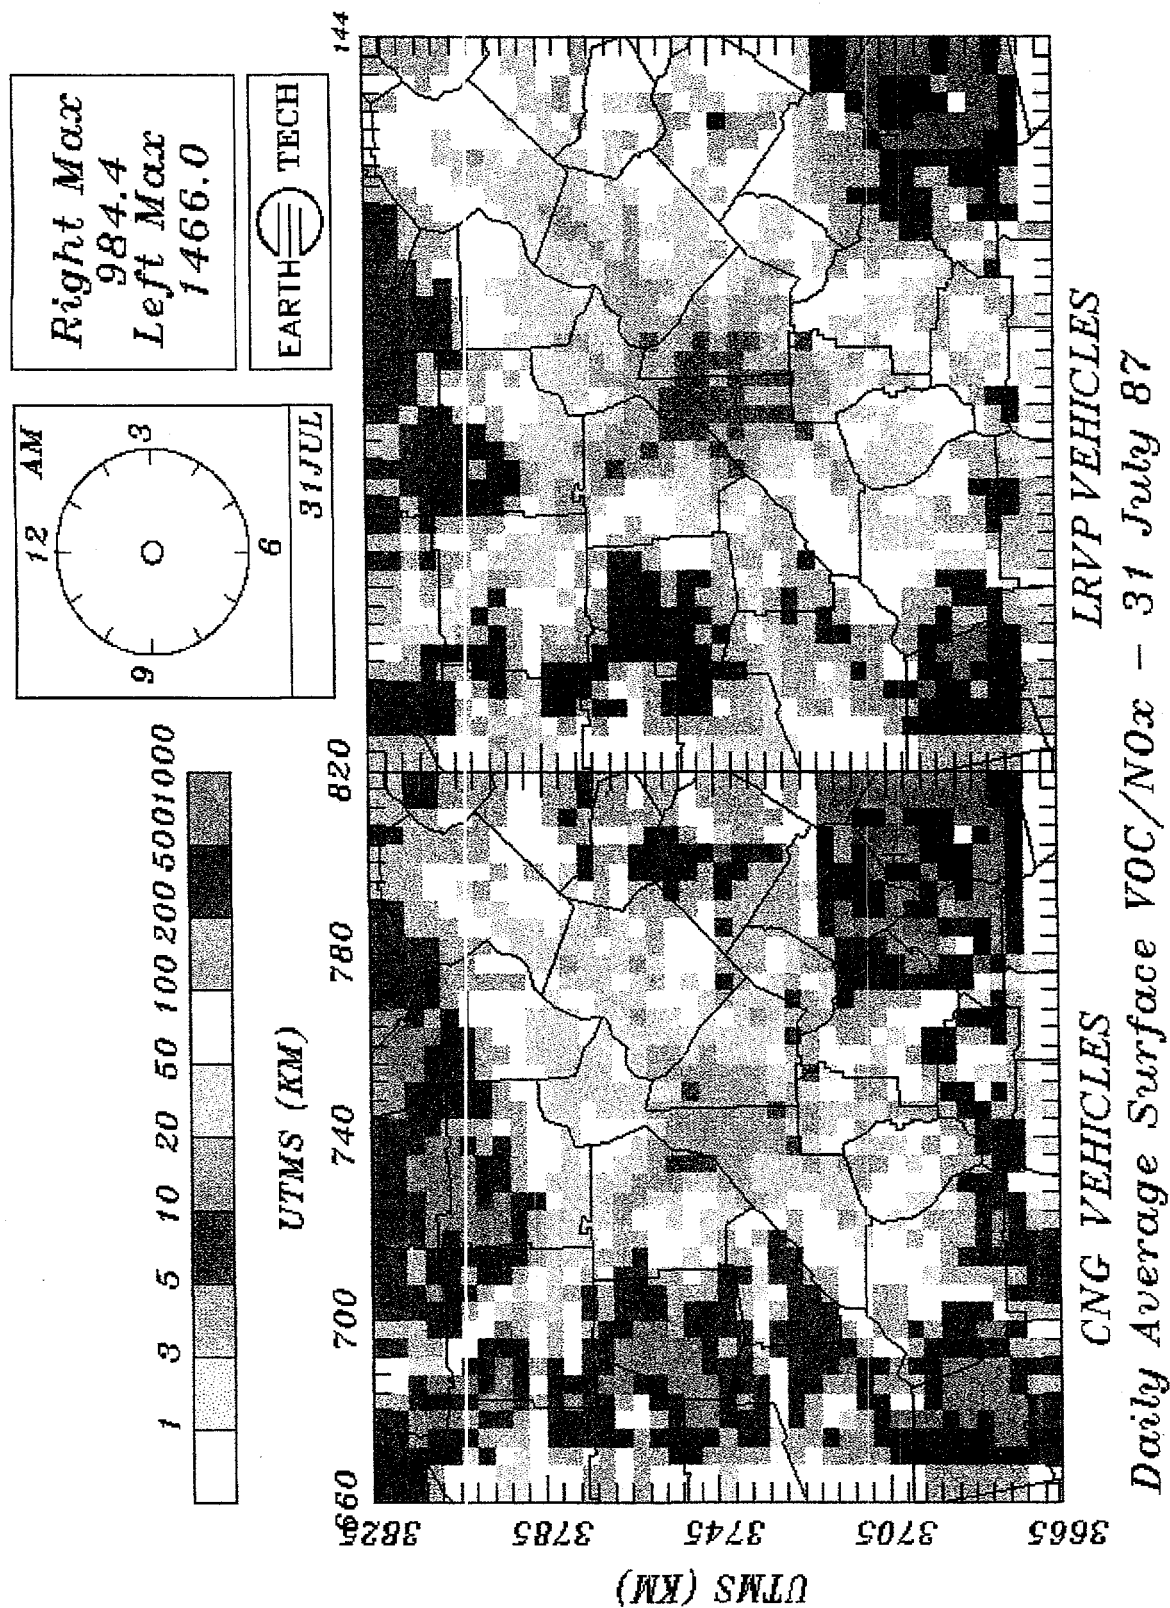 1 3 5 10 20 50 100 200 500 1000
12 AM
9
3
6
31JUL
Right Max
984.4
Left Max
1466.0
EARTH TECH
UTMS (KM)
660 700 740 780 820 144
3825
3785
3745
3705
3665
UTMS (KM)
CNG VEHICLES
LRVP VEHICLES
Daily Average Surface VOC/NOx - 31 July 87